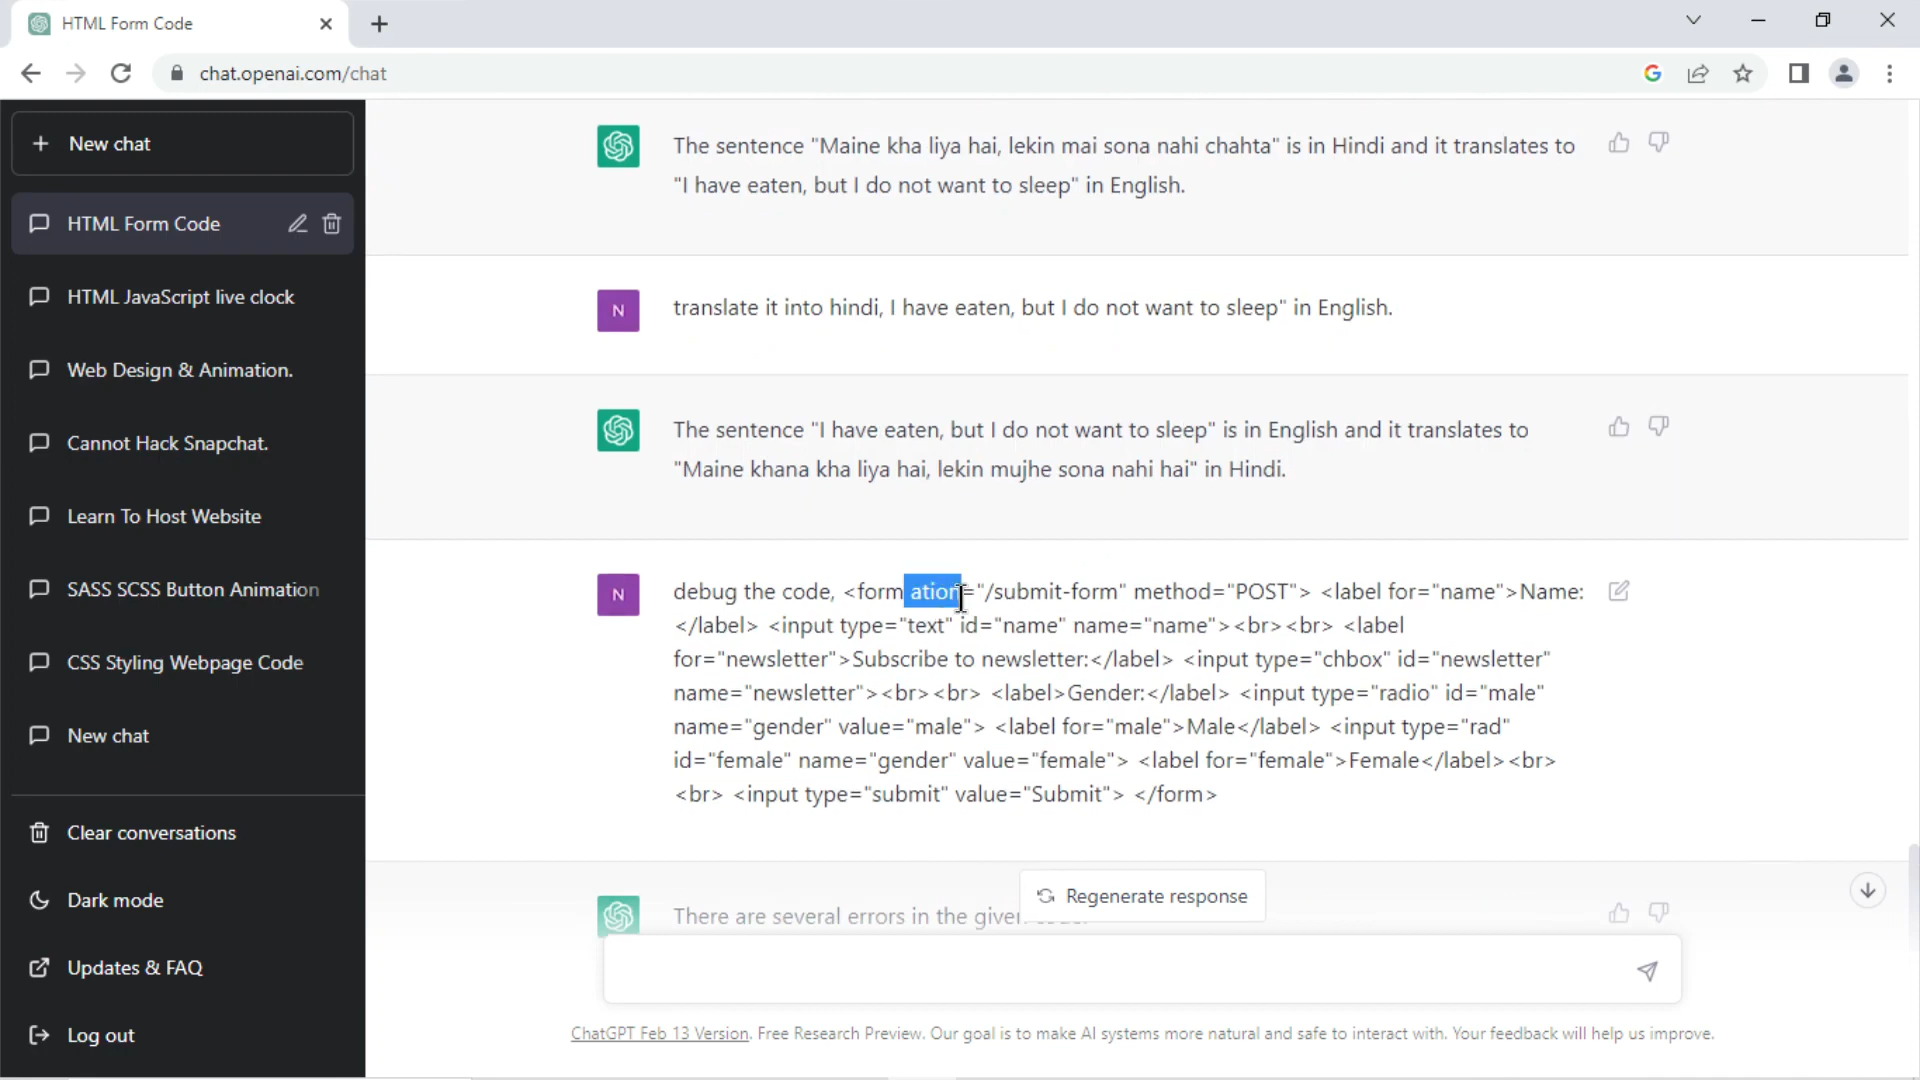 HTML Form Code
chat.openai.com/chat
New chat
HTML Form Code
HTML JavaScript live clock
Web Design & Animation.
Cannot Hack Snapchat.
Learn To Host Website
SASS SCSS Button Animation
CSS Styling Webpage Code
New chat
Clear conversations
Dark mode
Updates & FAQ
Log out
The sentence "Maine kha liya hai, lekin mai sona nahi chahta" is in Hindi and it translates to
"I have eaten, but I do not want to sleep" in English.
N
translate it into hindi, I have eaten, but I do not want to sleep" in English.
The sentence "I have eaten, but I do not want to sleep" is in English and it translates to
"Maine khana kha liya hai, lekin mujhe sona nahi hai" in Hindi.
N
debug the code, <form ation="/submit-form" method="POST"> <label for="name">Name:
</label> <input type="text" id="name" name="name"><br><br> <label
for="newsletter">Subscribe to newsletter:</label> <input type="chbox" id="newsletter"
name="newsletter"><br><br> <label>Gender:</label> <input type="radio" id="male"
name="gender" value="male"> <label for="male">Male</label> <input type="rad"
id="female" name="gender" value="female"> <label for="female">Female</label><br>
<br> <input type="submit" value="Submit"> </form>
There are several errors in the given
Regenerate response
ChatGPT Feb 13 Version. Free Research Preview. Our goal is to make AI systems more natural and safe to interact with. Your feedback will help us improve.